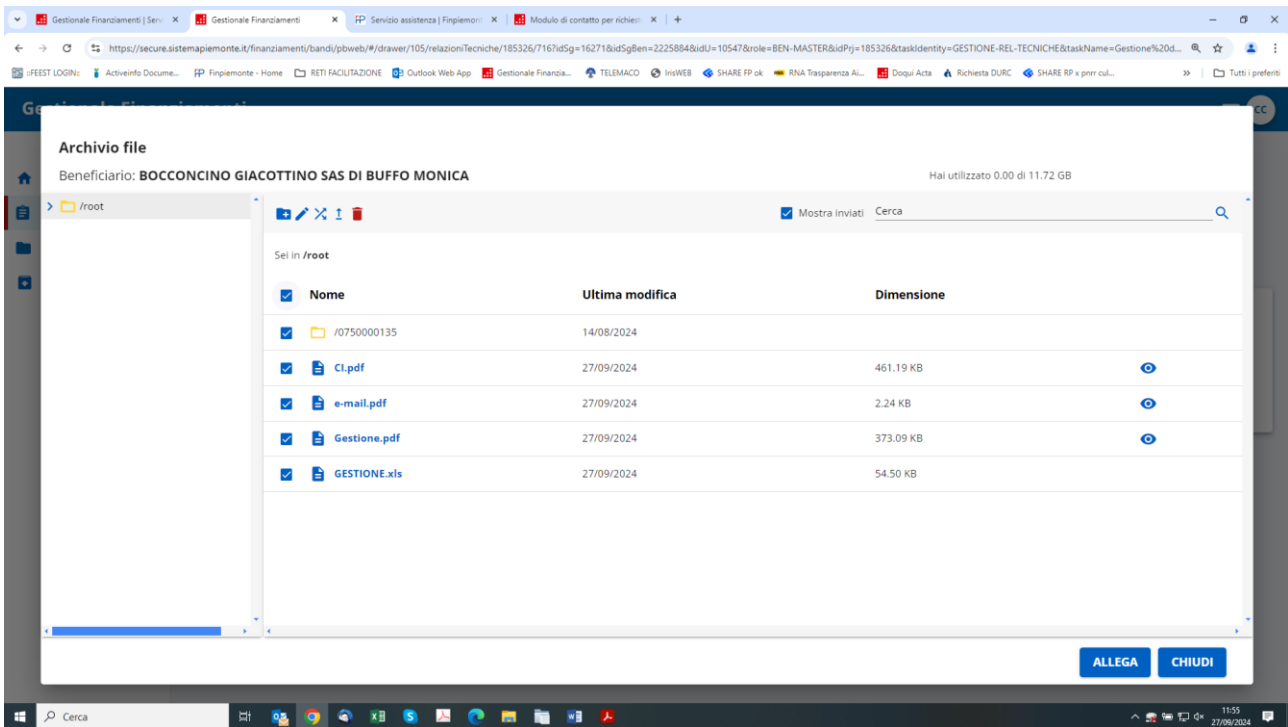 Gestionale Finanziamenti | Serv
Gestionale Finanziamenti
Servizio assistenza | Finpiemont
Modulo di contatto per richiest
https://secure.sistemapiemonte.it/finanziamenti/bandi/pbweb/#/drawer/105/relazioniTecniche/185326/716?idSg=16271&idSgBen=2225884&idU=10547&role=BEN-MASTER&idPrj=185326&taskIdentity=GESTIONE-REL-TECNICHE&taskName=Gestione%20d...
::FEEST LOGIN:: Activeinfo Docume... Finpiemonte - Home RETI FACILITAZIONE Outlook Web App Gestionale Finanzia... TELEMACO IrisWEB SHARE FP ok RNA Trasparenza Ai... Doqui Acta Richiesta DURC SHARE RP x pnrr cul... » Tutti i preferiti
CC
Archivio file
Beneficiario: BOCCONCINO GIACOTTINO SAS DI BUFFO MONICA
Hai utilizzato 0.00 di 11.72 GB
/root
Mostra inviati Cerca
Sei in /root
Nome Ultima modifica Dimensione
/0750000135 14/08/2024
CI.pdf 27/09/2024 461.19 KB
e-mail.pdf 27/09/2024 2.24 KB
Gestione.pdf 27/09/2024 373.09 KB
GESTIONE.xls 27/09/2024 54.50 KB
ALLEGA CHIUDI
Cerca
11:55
27/09/2024